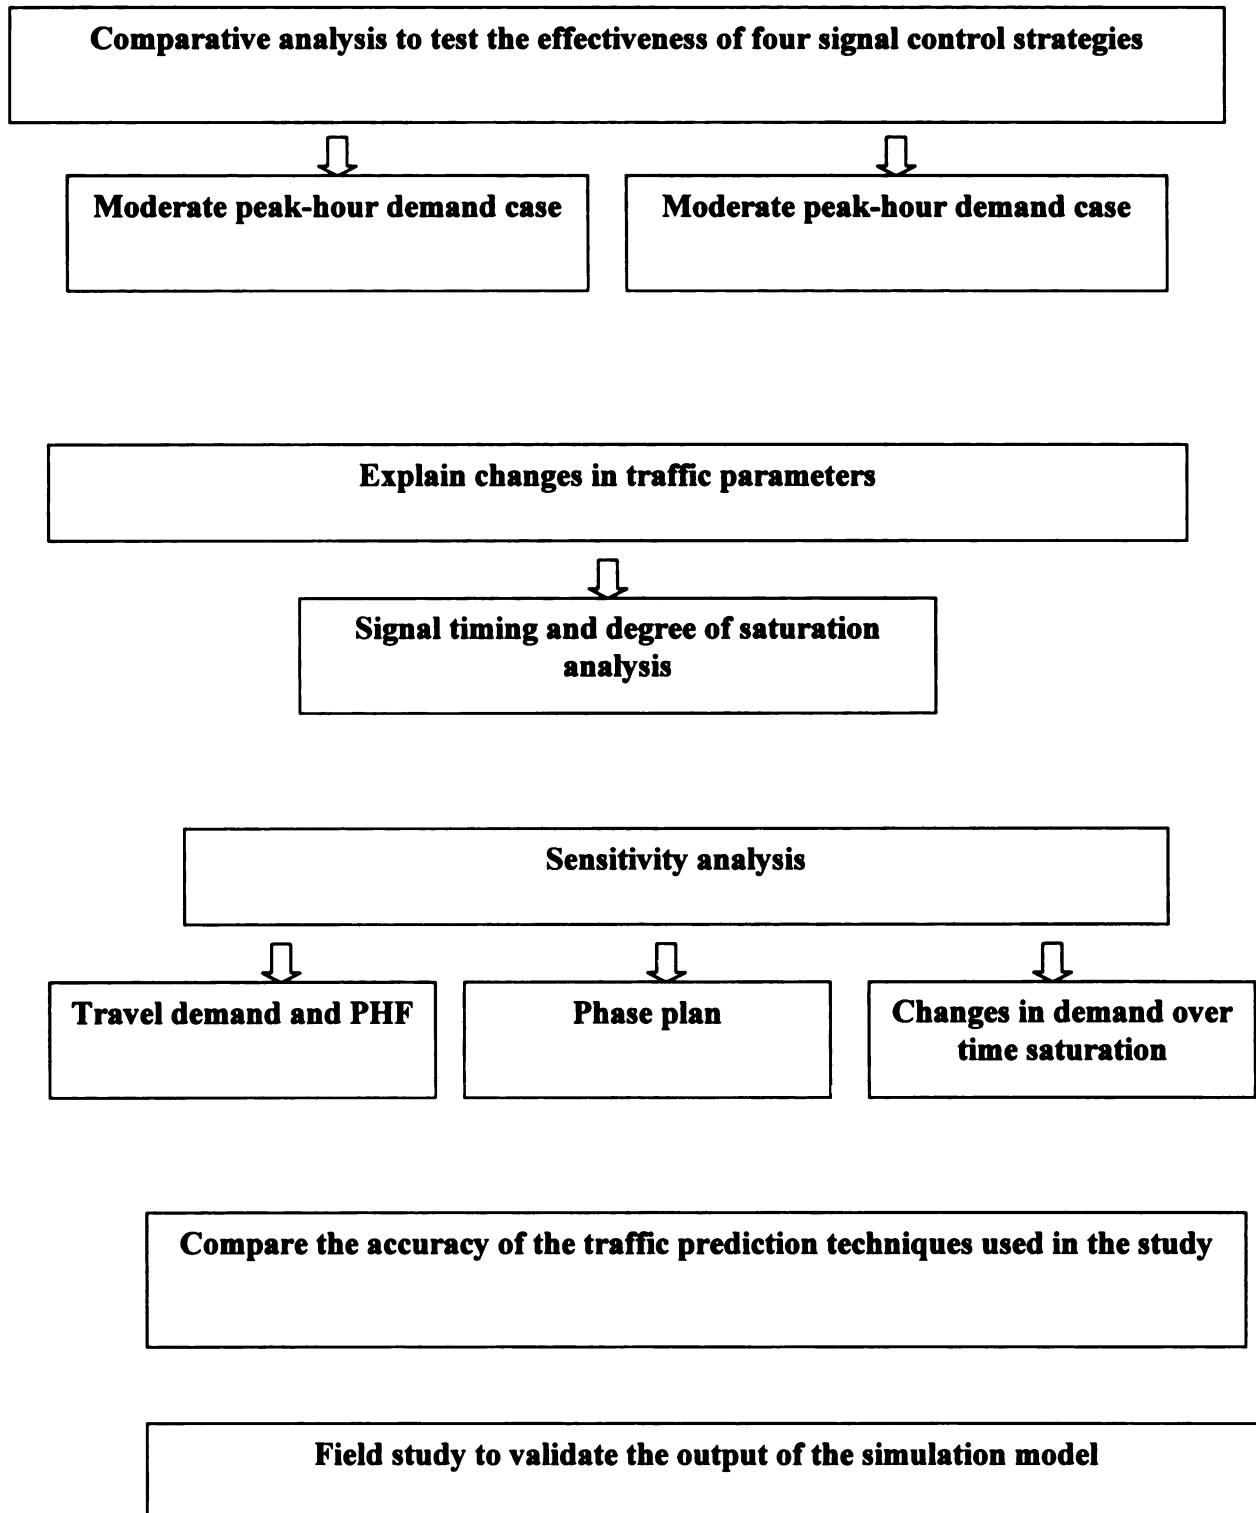 Comparative analysis to test the effectiveness of four signal control strategies
Moderate peak-hour demand case
Moderate peak-hour demand case
Explain changes in traffic parameters
Signal timing and degree of saturation
analysis
Sensitivity analysis
Travel demand and PHF
Phase plan
Changes in demand over
time saturation
Compare the accuracy of the traffic prediction techniques used in the study
Field study to validate the output of the simulation model